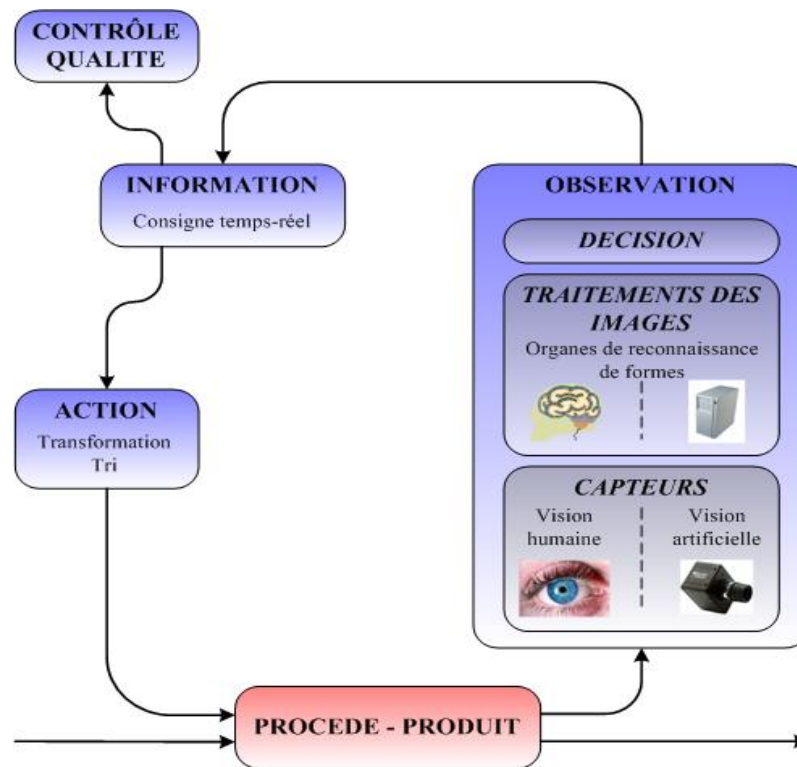 CONTRÔLE
QUALITE
INFORMATION
Consigne temps-réel
ACTION
Transformation
Tri
OBSERVATION
DECISION
TRAITEMENTS DES
IMAGES
Organes de reconnaissance
de formes
CAPTEURS
Vision
humaine
Vision
artificielle
PROCEDE - PRODUIT